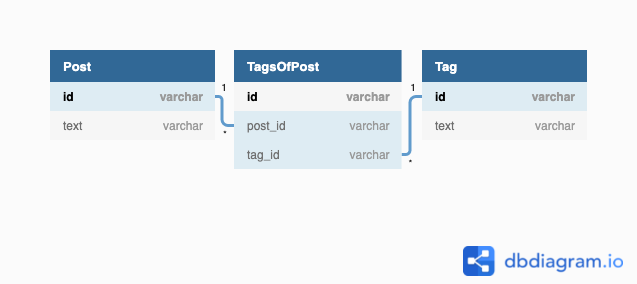 Post
id varchar
text varchar
1
*
TagsOfPost
id varchar
post_id varchar
tag_id varchar
1
*
Tag
id varchar
text varchar
dbdiagram.io